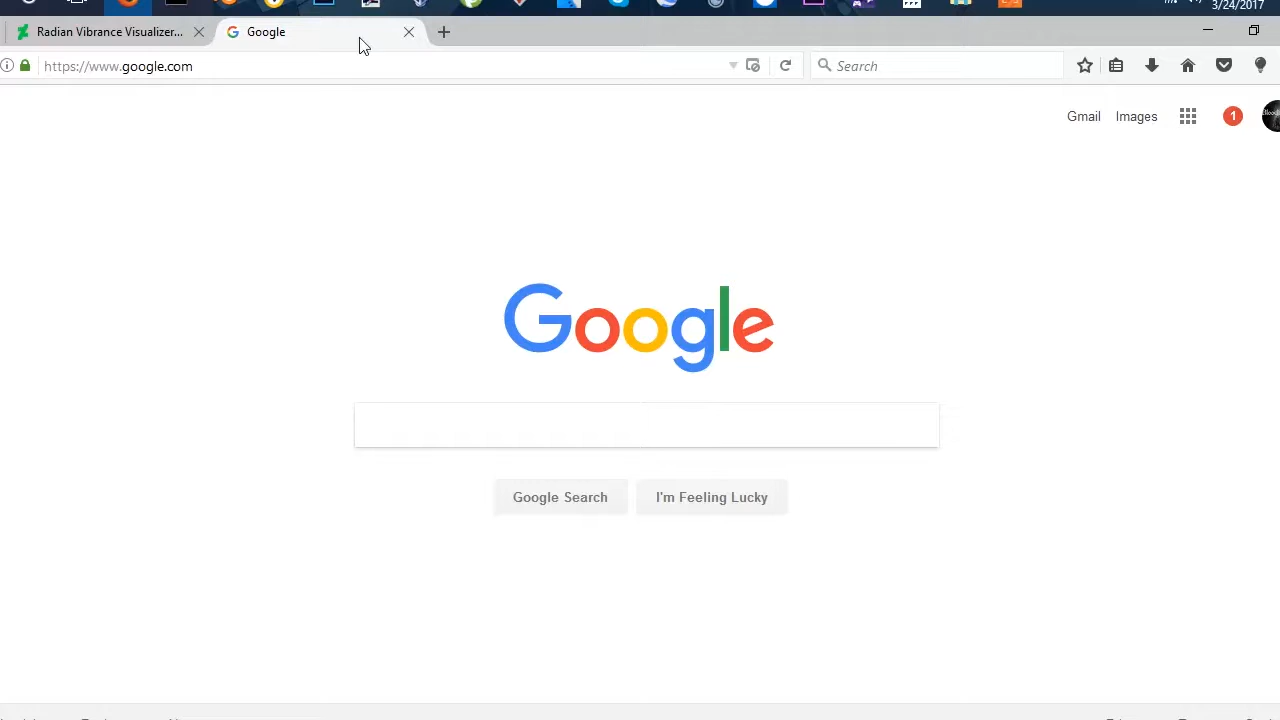 3/24/2017
Radian Vibrance Visualizer...
Google
https://www.google.com
Search
Gmail
Images
1
Google
Google Search
I'm Feeling Lucky